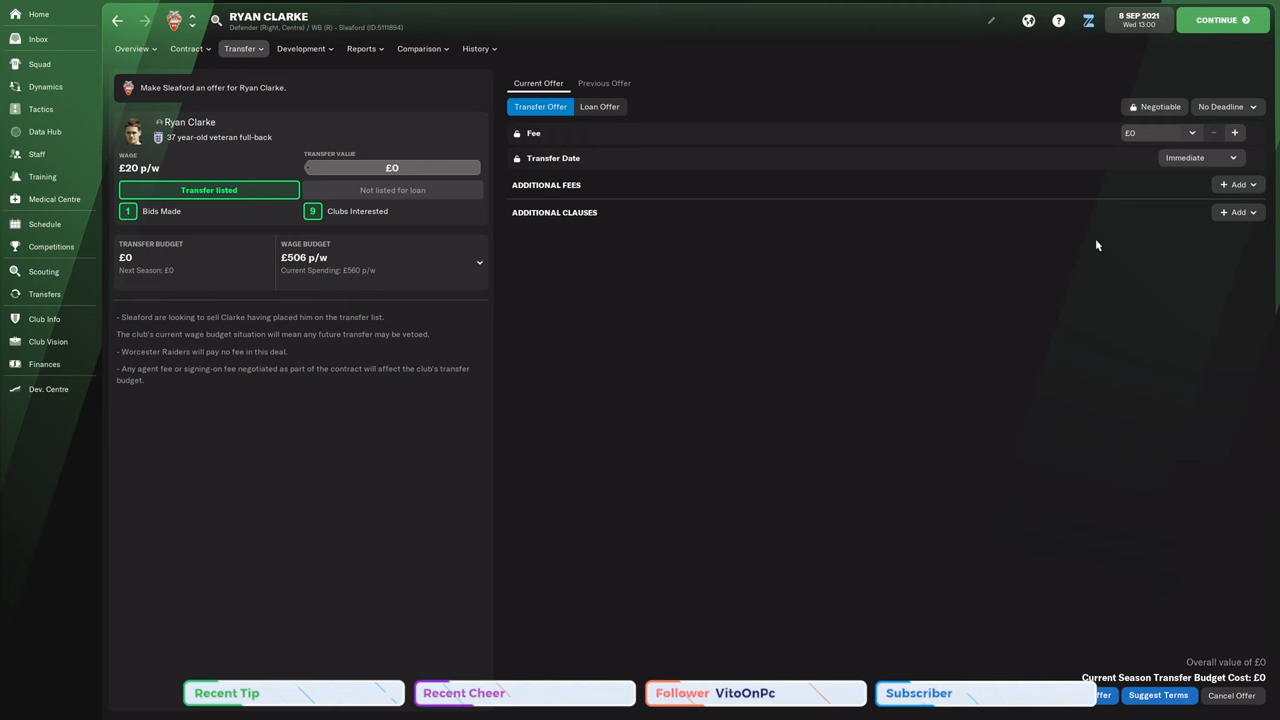 Home
Inbox
Squad
Dynamics
Tactics
Data Hub
Staff
Training
Medical Centre
Schedule
Competitions
Scouting
Transfers
Club Info
Club Vision
Finances
Dev. Centre
RYAN CLARKE
Defender (Right, Centre) / WB (R) - Sleaford (ID:5111894)
8 SEP 2021
Wed 13:00
CONTINUE
Overview
Contract
Transfer
Development
Reports
Comparison
History
Make Sleaford an offer for Ryan Clarke.
Ryan Clarke
37 year-old veteran full-back
WAGE
£20 p/w
TRANSFER VALUE
£0
Transfer listed
Not listed for loan
1 Bids Made
9 Clubs Interested
TRANSFER BUDGET
£0
Next Season: £0
WAGE BUDGET
£506 p/w
Current Spending: £560 p/w
- Sleaford are looking to sell Clarke having placed him on the transfer list.
The club's current wage budget situation will mean any future transfer may be vetoed.
- Worcester Raiders will pay no fee in this deal.
- Any agent fee or signing-on fee negotiated as part of the contract will affect the club's transfer
budget.
Current Offer
Previous Offer
Transfer Offer
Loan Offer
Negotiable
No Deadline
Fee
£0
Transfer Date
Immediate
ADDITIONAL FEES
+ Add
ADDITIONAL CLAUSES
+ Add
Overall value of £0
Current Season Transfer Budget Cost: £0
ffer
Suggest Terms
Cancel Offer
Recent Tip
Recent Cheer
Follower VitoOnPc
Subscriber